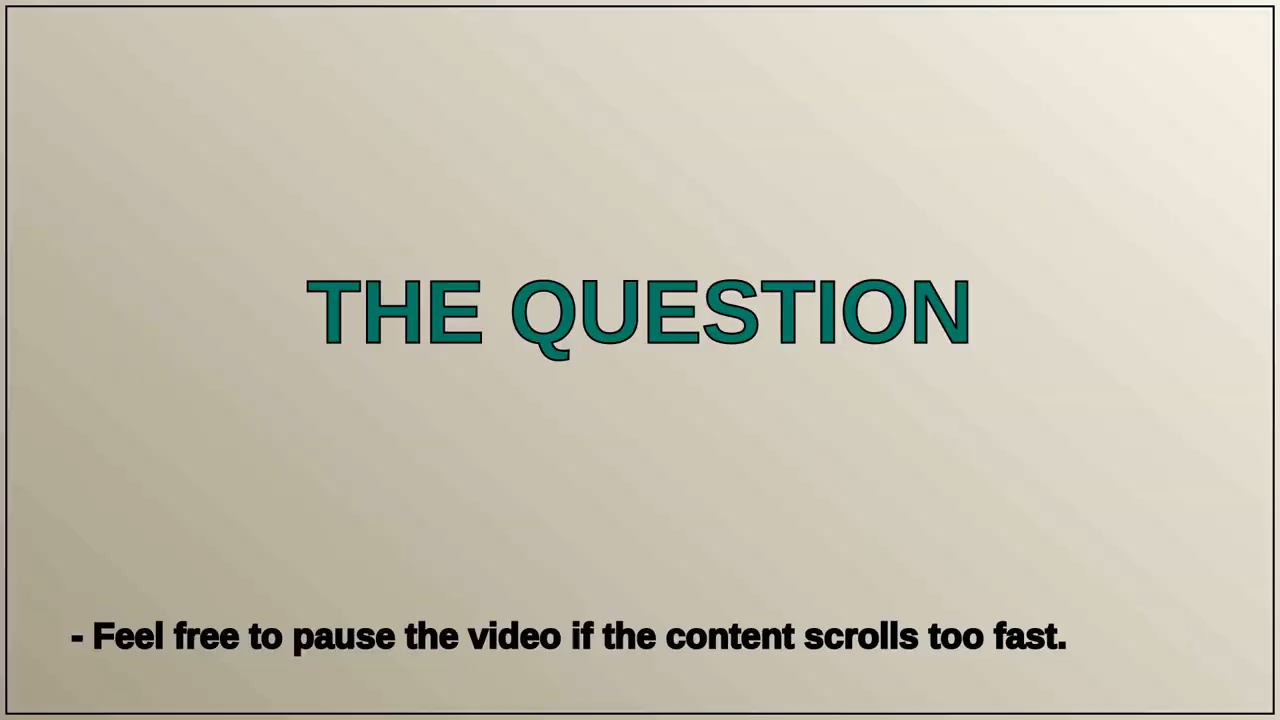 THE QUESTION
- Feel free to pause the video if the content scrolls too fast.